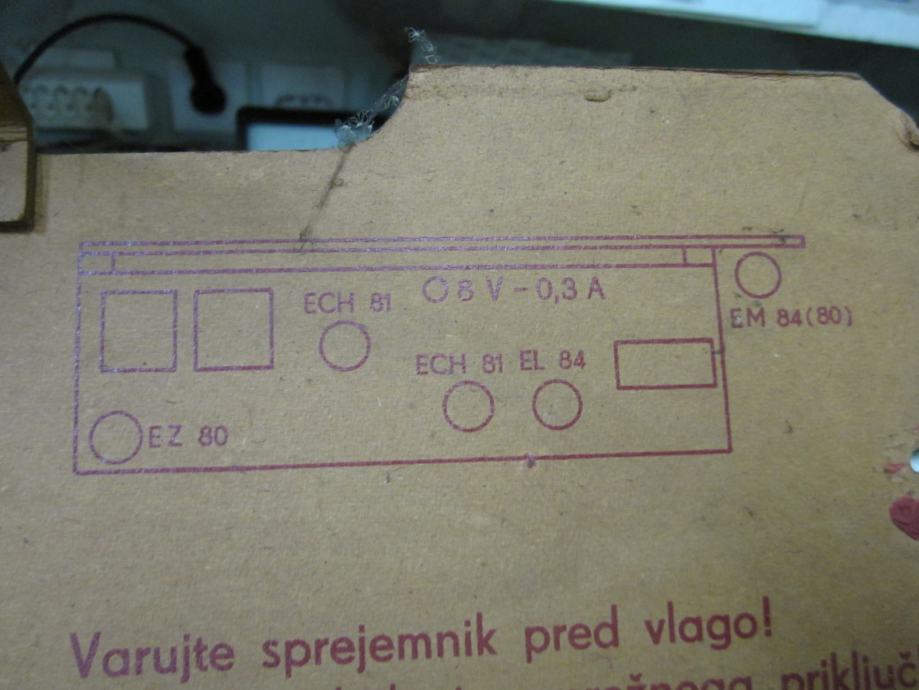 ECH 81
8 V - 0,3 A
EM 84(80)
ECH 81 EL 84
EZ 80
Varujte sprejemnik pred vlago!